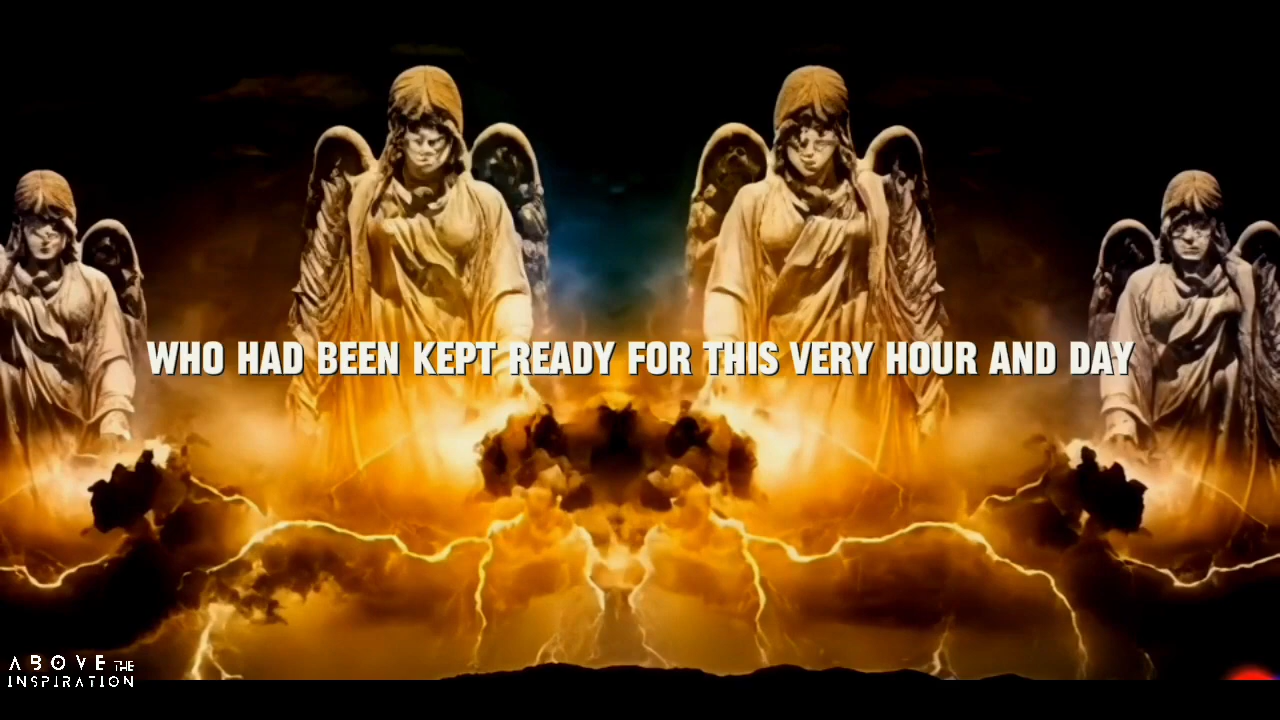 WHO HAD BEEN KEPT READY FOR THIS VERY HOUR AND DAY
ABOVE THE
INSPIRATION